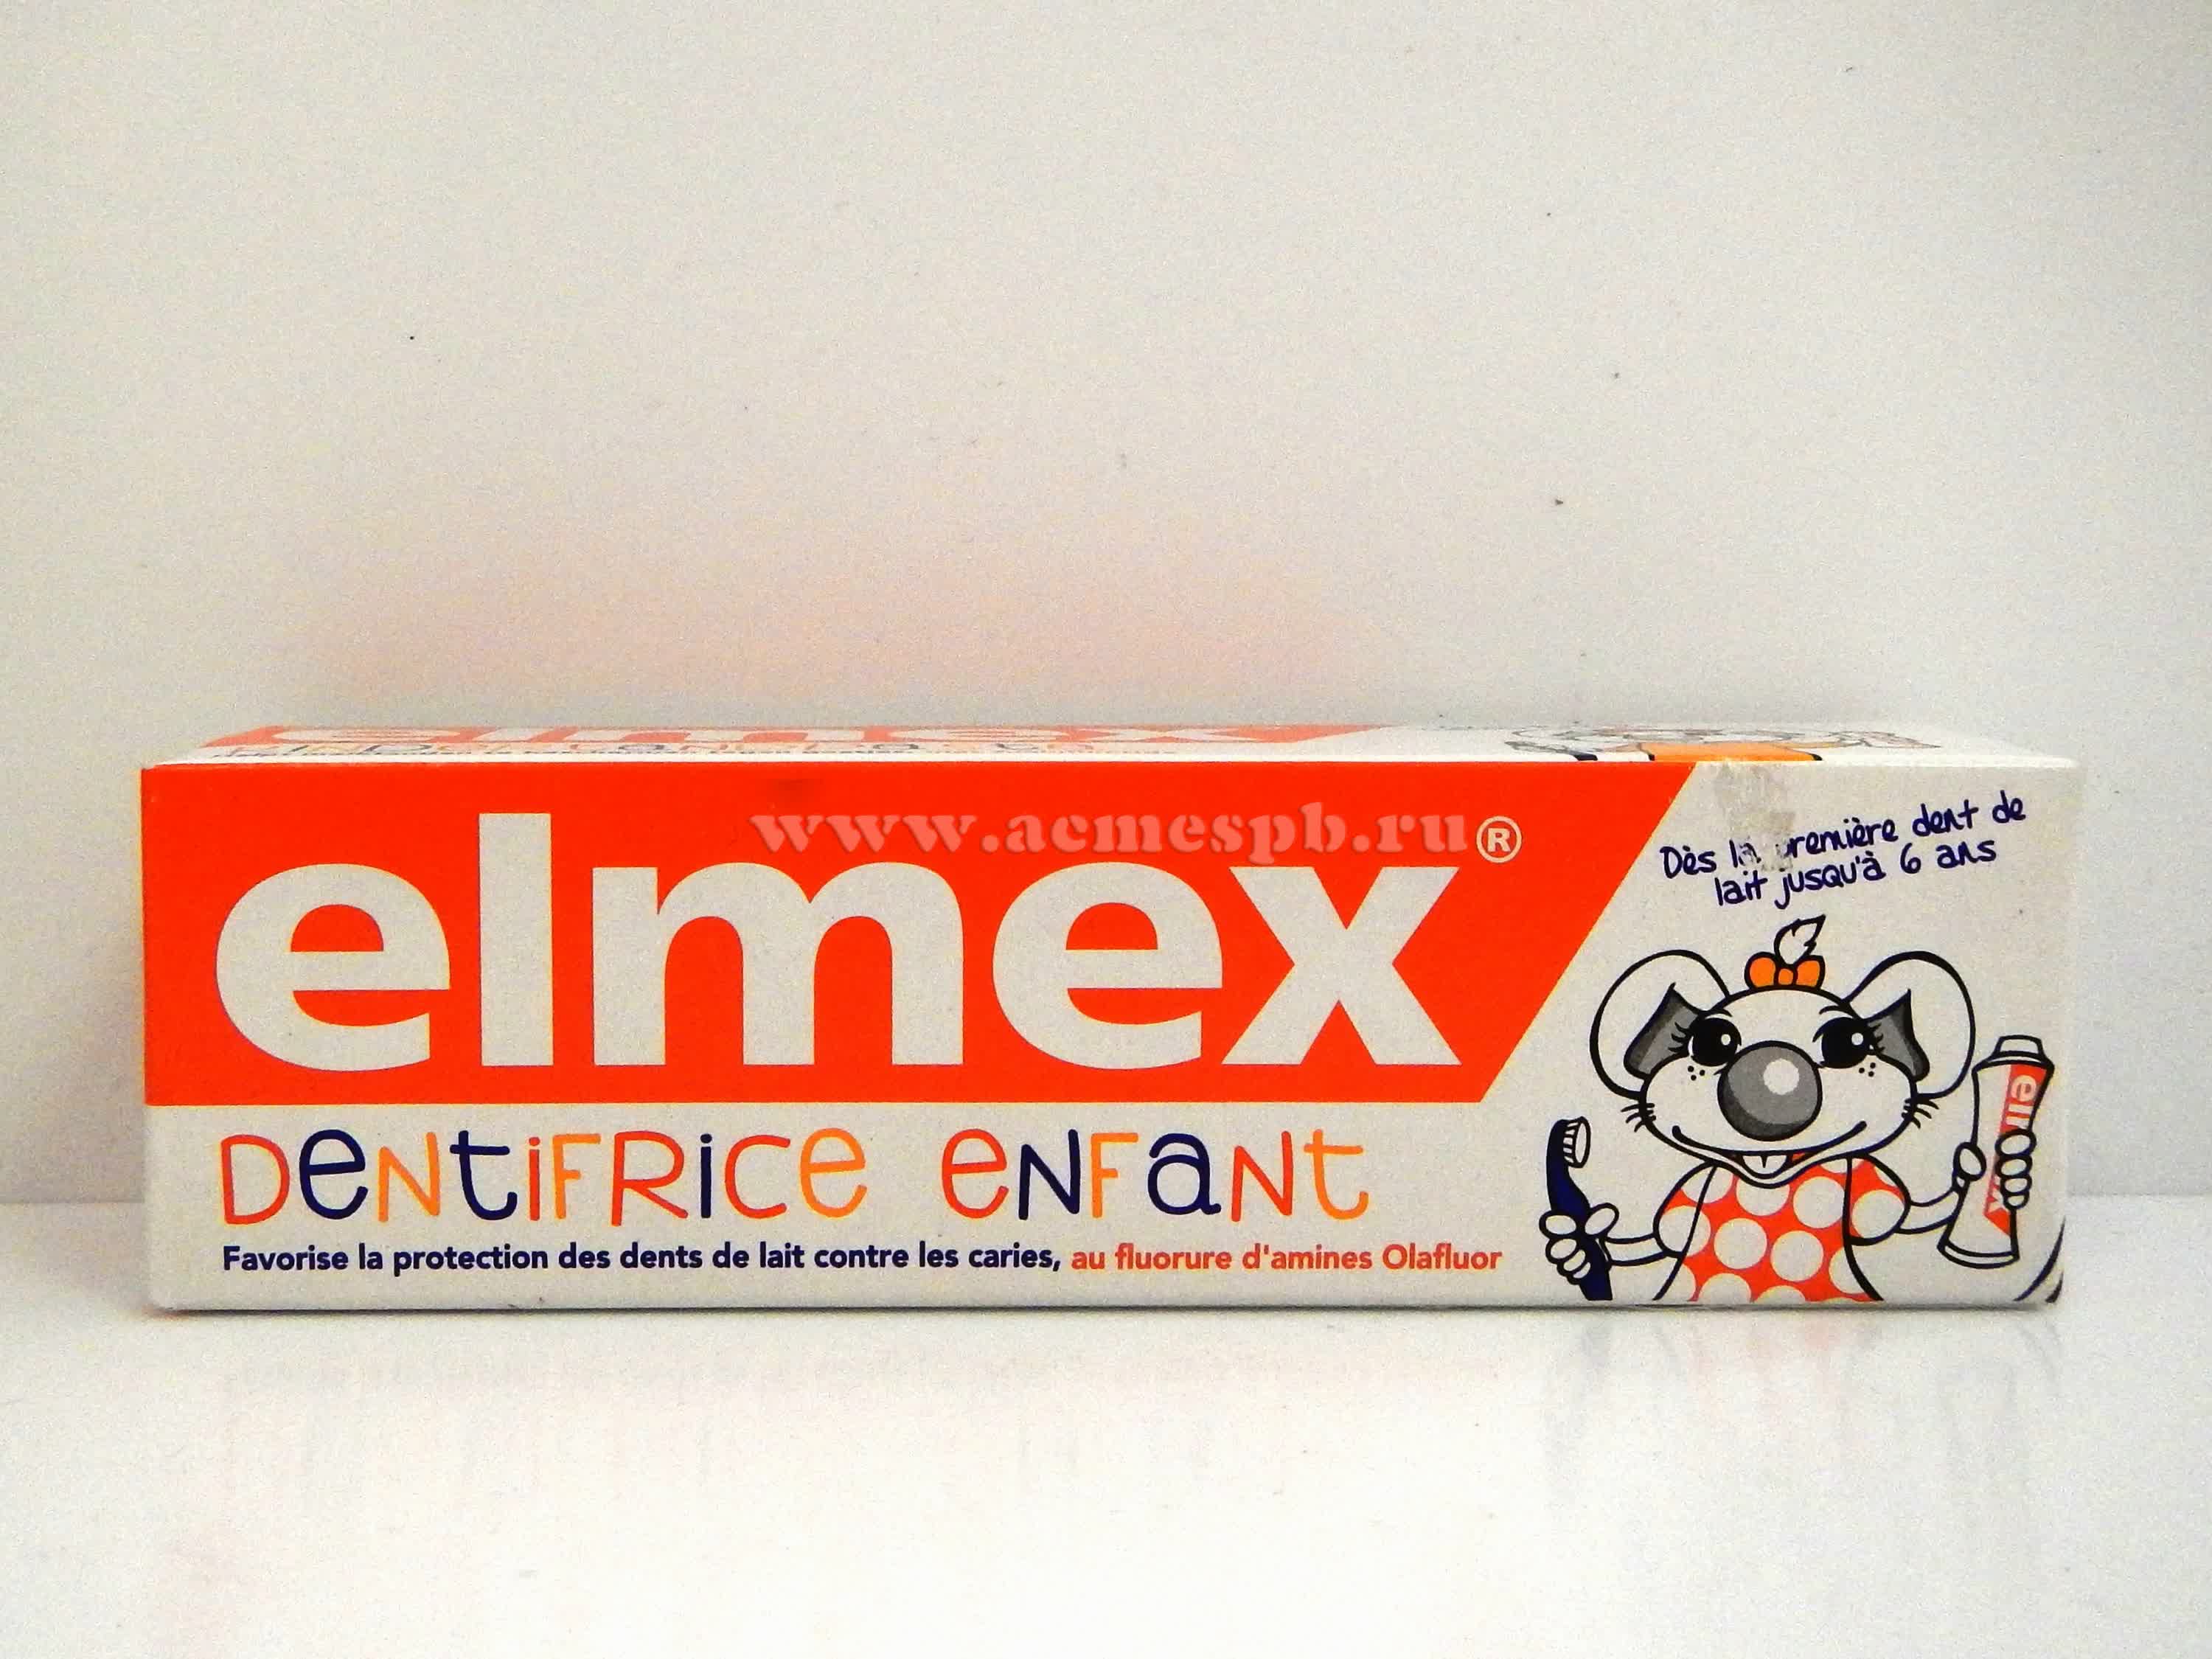 www.acmespb.ru
elmex®
Dès la première dent de
lait jusqu'à 6 ans
DentiFRice enFant
Favorise la protection des dents de lait contre les caries, au fluorure d'amines Olafluor
elmex